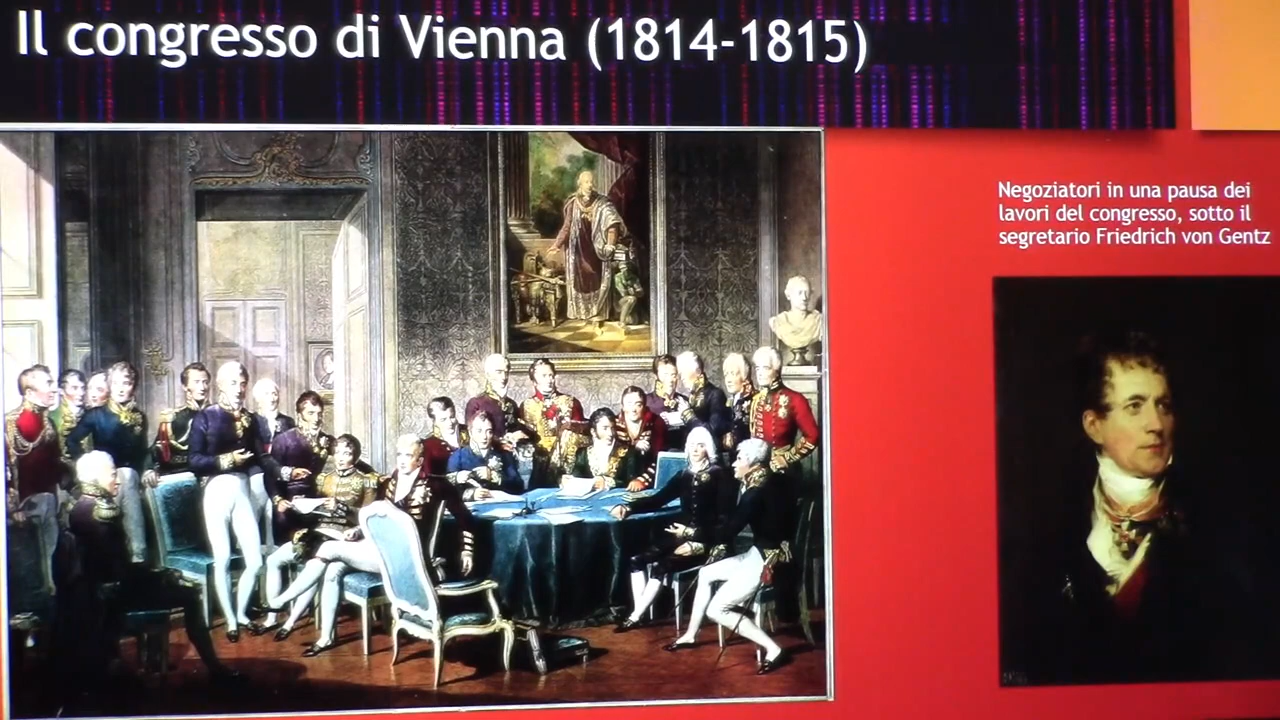 Il congresso di Vienna (1814-1815)
Negoziatori in una pausa dei
lavori del congresso, sotto il
segretario Friedrich von Gentz